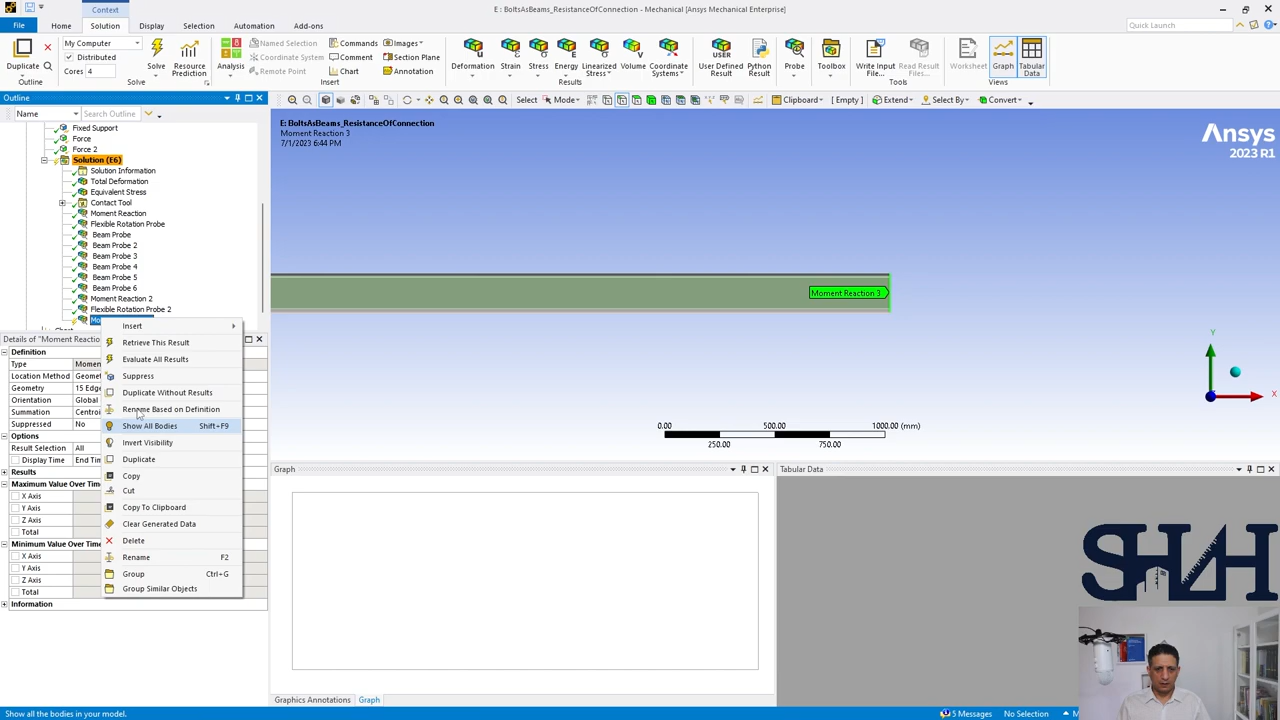 Context
E : BoltsAsBeams_ResistanceOfConnection - Mechanical [Ansys Mechanical Enterprise]
File
Home
Solution
Display
Selection
Automation
Add-ons
Quick Launch
Duplicate
Outline
My Computer
Distributed
Cores 4
Solve
Resource Prediction
Solve
Analysis
Named Selection
Coordinate System
Remote Point
Commands
Comment
Chart
Images
Section Plane
Annotation
Insert
Deformation
Strain
Stress
Energy
Linearized Stress
Volume
Coordinate Systems
Results
User Defined Result
Python Result
Probe
Toolbox
Write Input File...
Read Result Files...
Tools
Worksheet
Graph
Tabular Data
Views
Outline
Name
Search Outline
Select
Mode
Clipboard
[ Empty ]
Extend
Select By
Convert
Fixed Support
Force
Force 2
Solution (E6)
Solution Information
Total Deformation
Equivalent Stress
Contact Tool
Moment Reaction
Flexible Rotation Probe
Beam Probe
Beam Probe 2
Beam Probe 3
Beam Probe 4
Beam Probe 5
Beam Probe 6
Moment Reaction 2
Flexible Rotation Probe 2
E: BoltsAsBeams_ResistanceOfConnection
Moment Reaction 3
7/1/2023 6:44 PM
Ansys
2023 R1
Moment Reaction 3
Y
X
0.00
500.00
1000.00 (mm)
250.00
750.00
Insert
Retrieve This Result
Evaluate All Results
Suppress
Duplicate Without Results
Rename Based on Definition
Show All Bodies Shift+F9
Invert Visibility
Duplicate
Copy
Cut
Copy To Clipboard
Clear Generated Data
Delete
Rename F2
Group Ctrl+G
Group Similar Objects
Details of "Moment Reactio
Definition
Type Momen
Location Method Geome
Geometry 15 Edge
Orientation Global
Summation Centroi
Suppressed No
Options
Result Selection All
Display Time End Tim
Results
Maximum Value Over Time
X Axis
Y Axis
Z Axis
Total
Minimum Value Over Time
X Axis
Y Axis
Z Axis
Total
Information
Graph
Tabular Data
Graphics Annotations
Graph
Show all the bodies in your model.
5 Messages
No Selection